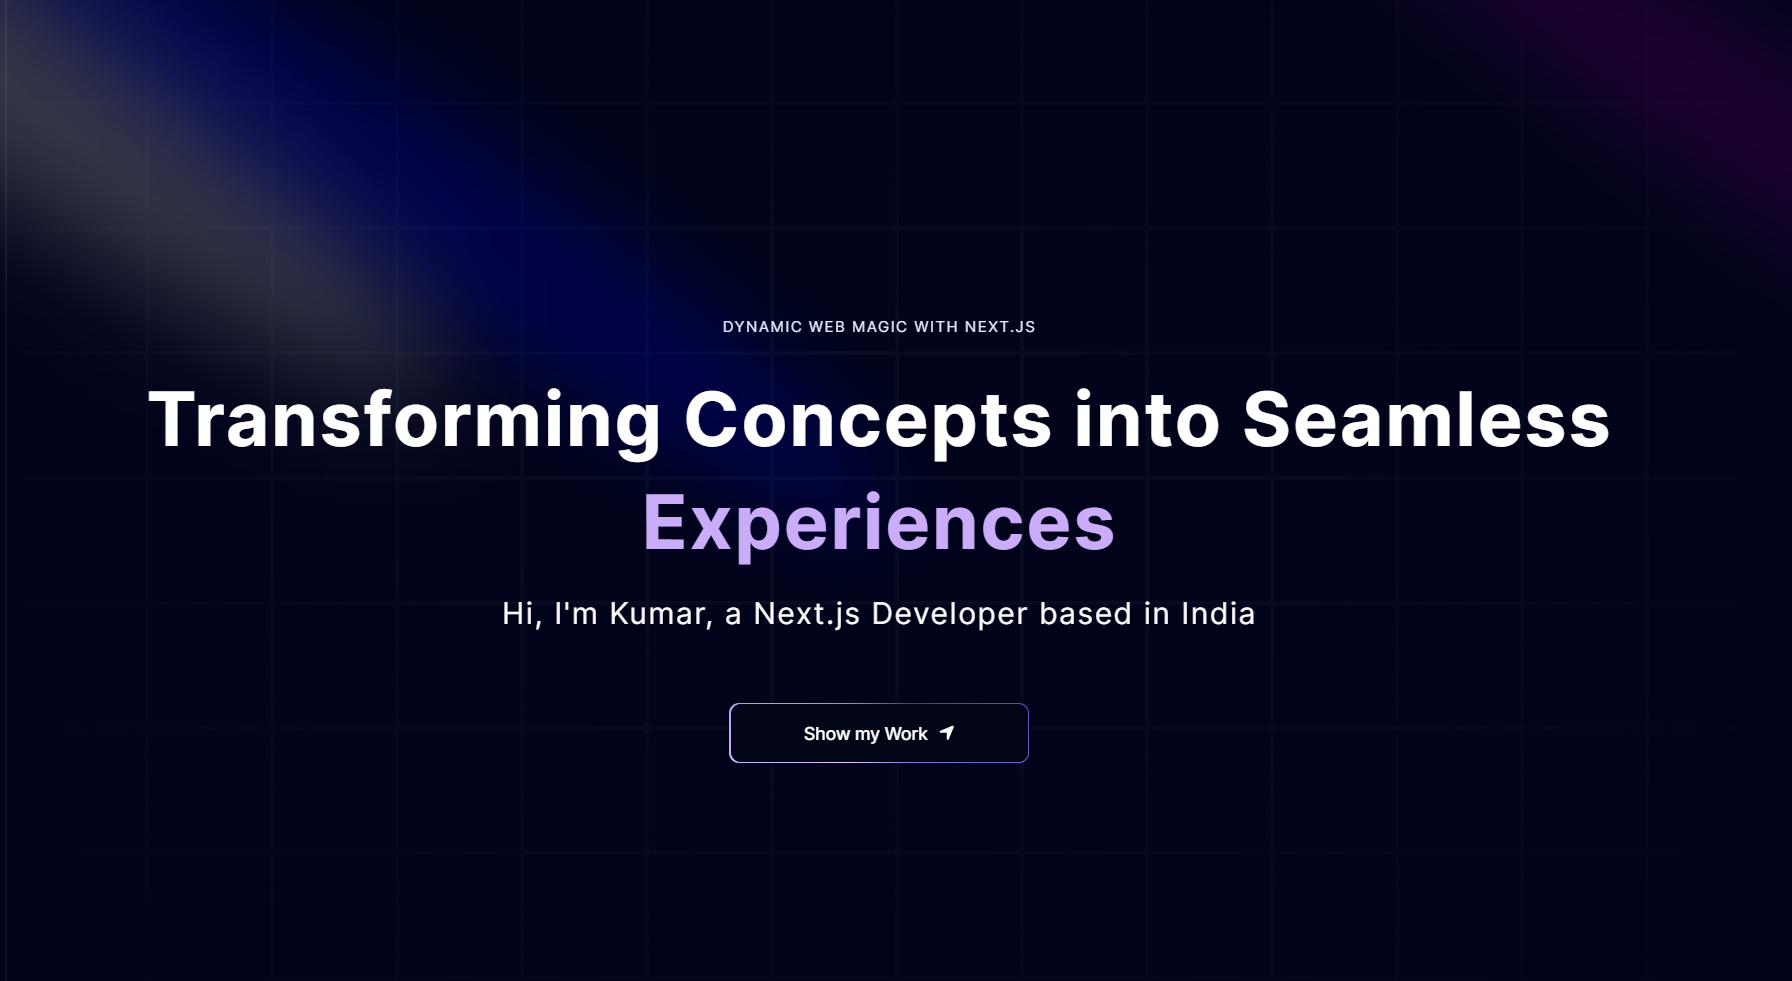 DYNAMIC WEB MAGIC WITH NEXT.JS
Transforming Concepts into Seamless
Experiences
Hi, I'm Kumar, a Next.js Developer based in India
Show my Work